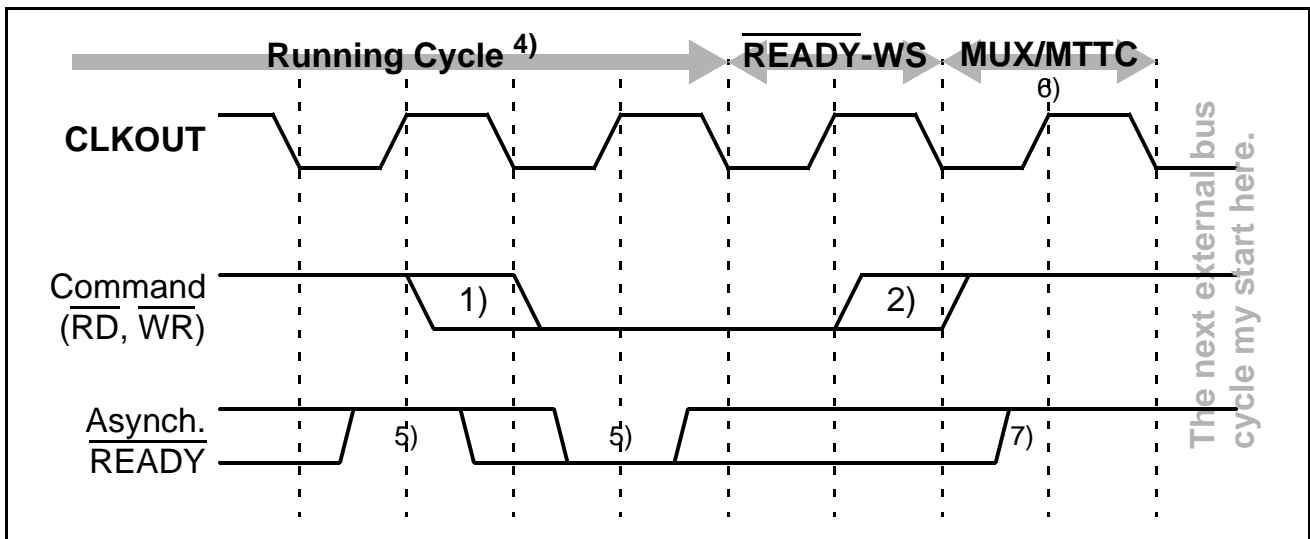 Running Cycle 4)
READY-WS
MUX/MTTC
6)
CLKOUT
The next external bus
cycle my start here.
Command
(RD, WR)
1)
2)
Asynch.
READY
5)
5)
7)